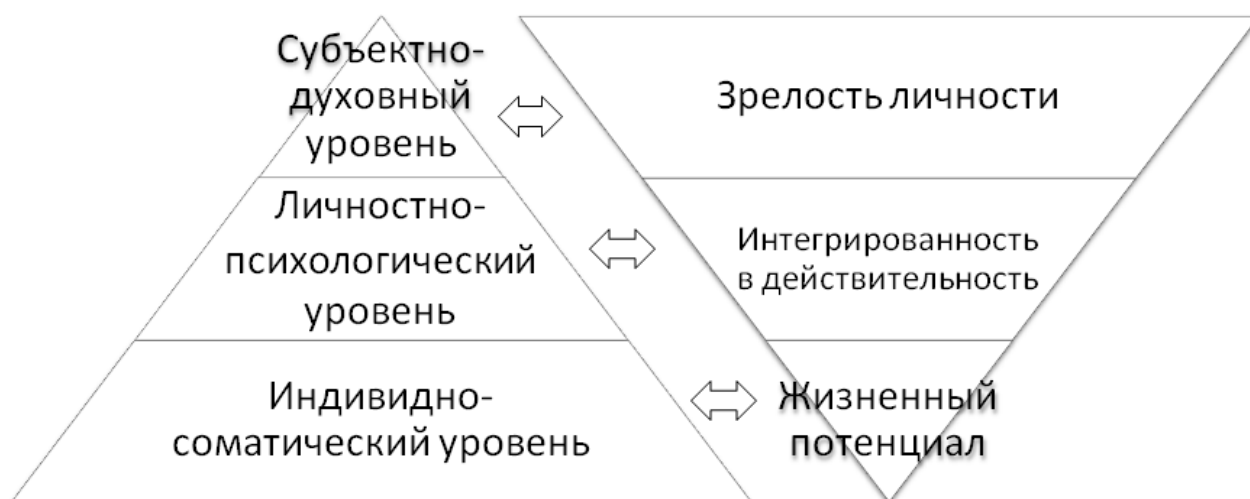 Субъектно-
духовный
уровень
Зрелость личности
Личностно-
психологический
уровень
Интегрированность
в действительность
Индивидно-
соматический уровень
Жизненный
потенциал